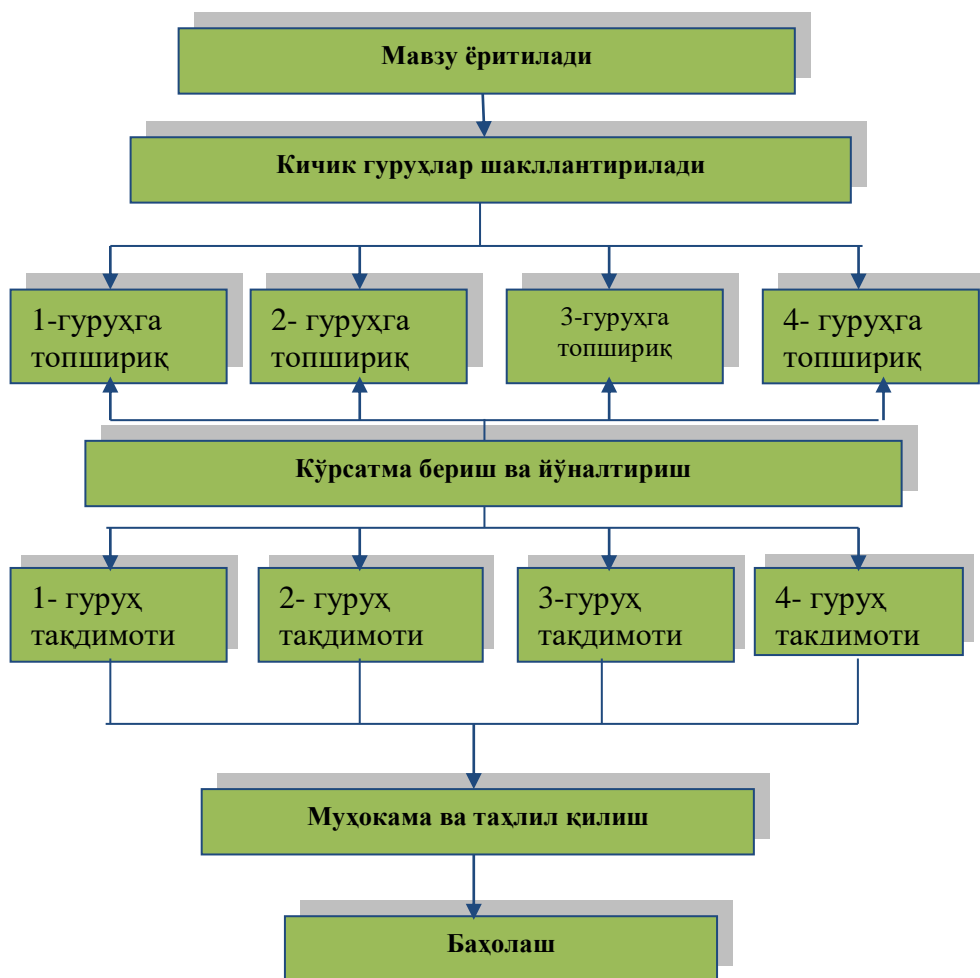 Мавзу ёритилади
Кичик гуруҳлар шакллантирилади
1-гуруҳга
топшириқ
2- гуруҳга
топшириқ
3-гуруҳга
топшириқ
4- гуруҳга
топшириқ
Кўрсатма бериш ва йўналтириш
1- гуруҳ
тақдимоти
2- гуруҳ
тақдимоти
3-гуруҳ
тақдимоти
4- гуруҳ
тақдимоти
Муҳокама ва таҳлил қилиш
Баҳолаш